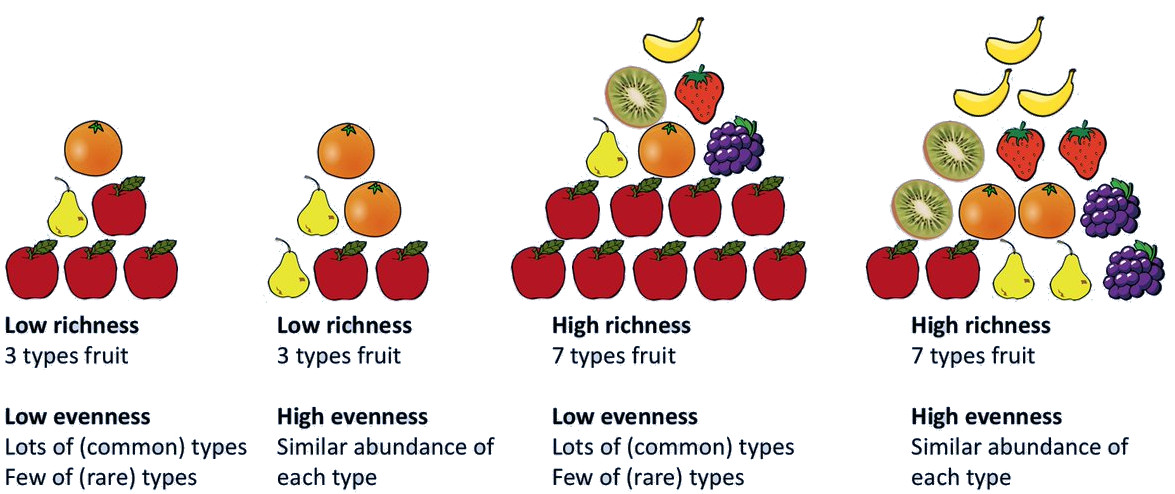 Low richness
3 types fruit
Low evenness
Lots of (common) types
Few of (rare) types
Low richness
3 types fruit
High evenness
Similar abundance of
each type
High richness
7 types fruit
Low evenness
Lots of (common) types
Few of (rare) types
High richness
7 types fruit
High evenness
Similar abundance of
each type